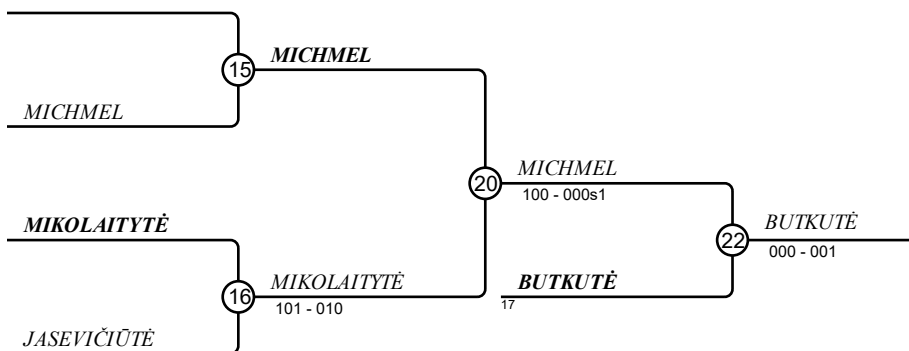 15
MICHMEL
MICHMEL
20
MICHMEL
100 - 000s1
MIKOLAITYTĖ
22
BUTKUTĖ
000 - 001
16
MIKOLAITYTĖ
101 - 010
BUTKUTĖ
17
JASEVIČIŪTĖ